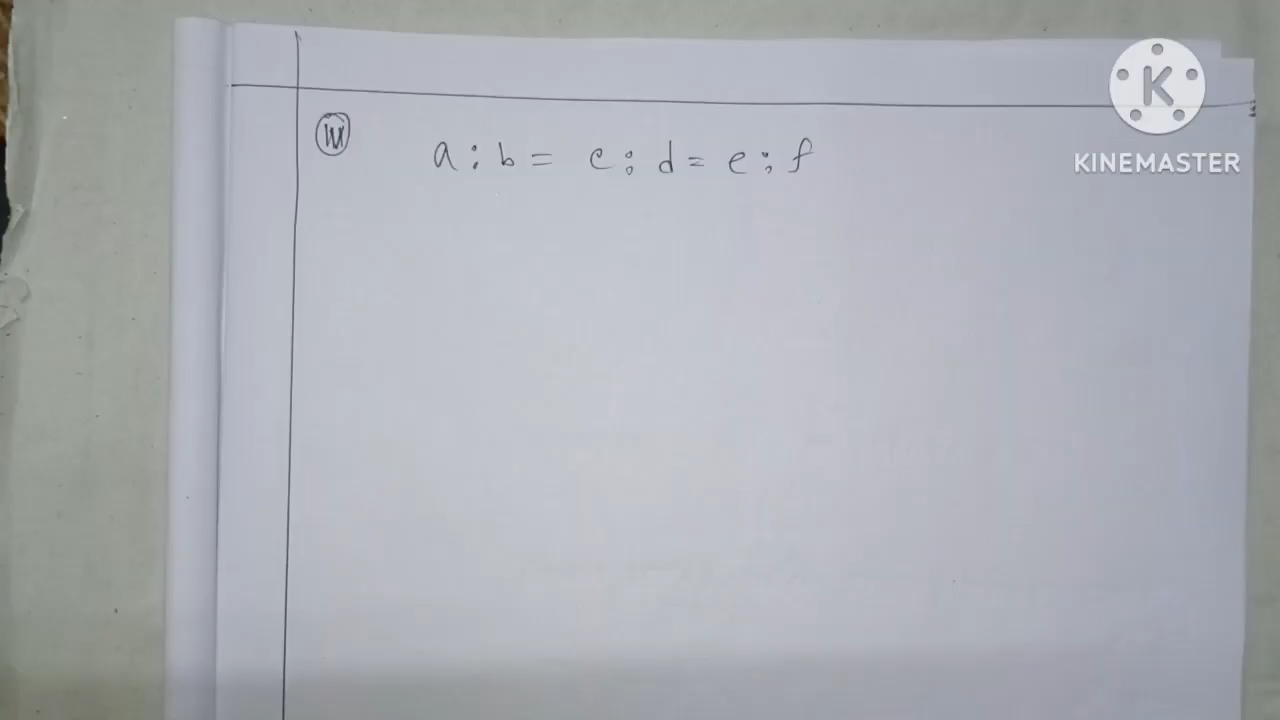 iii
a : b = c : d = e : f
K
KINEMASTER